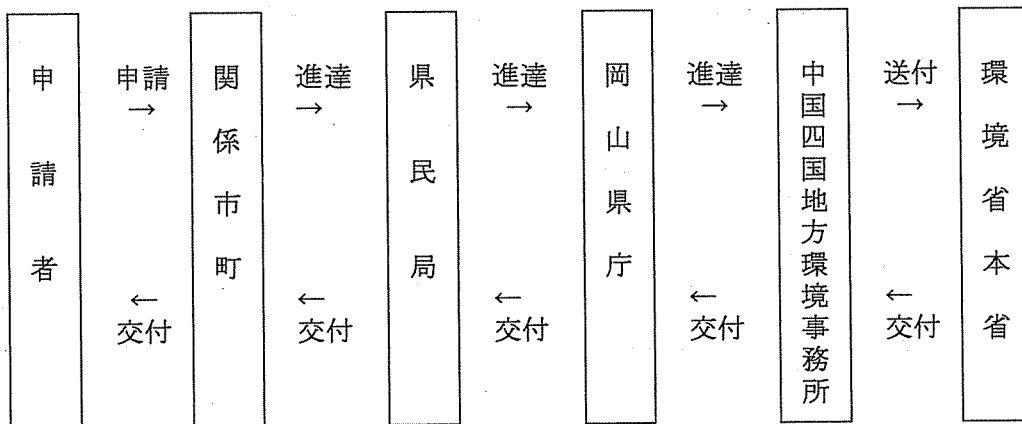 申請者
申請
→
←
交付
関係市町
進達
→
←
交付
県民局
進達
→
←
交付
岡山県庁
進達
→
←
交付
中国四国地方環境事務所
送付
→
←
交付
環境省本省